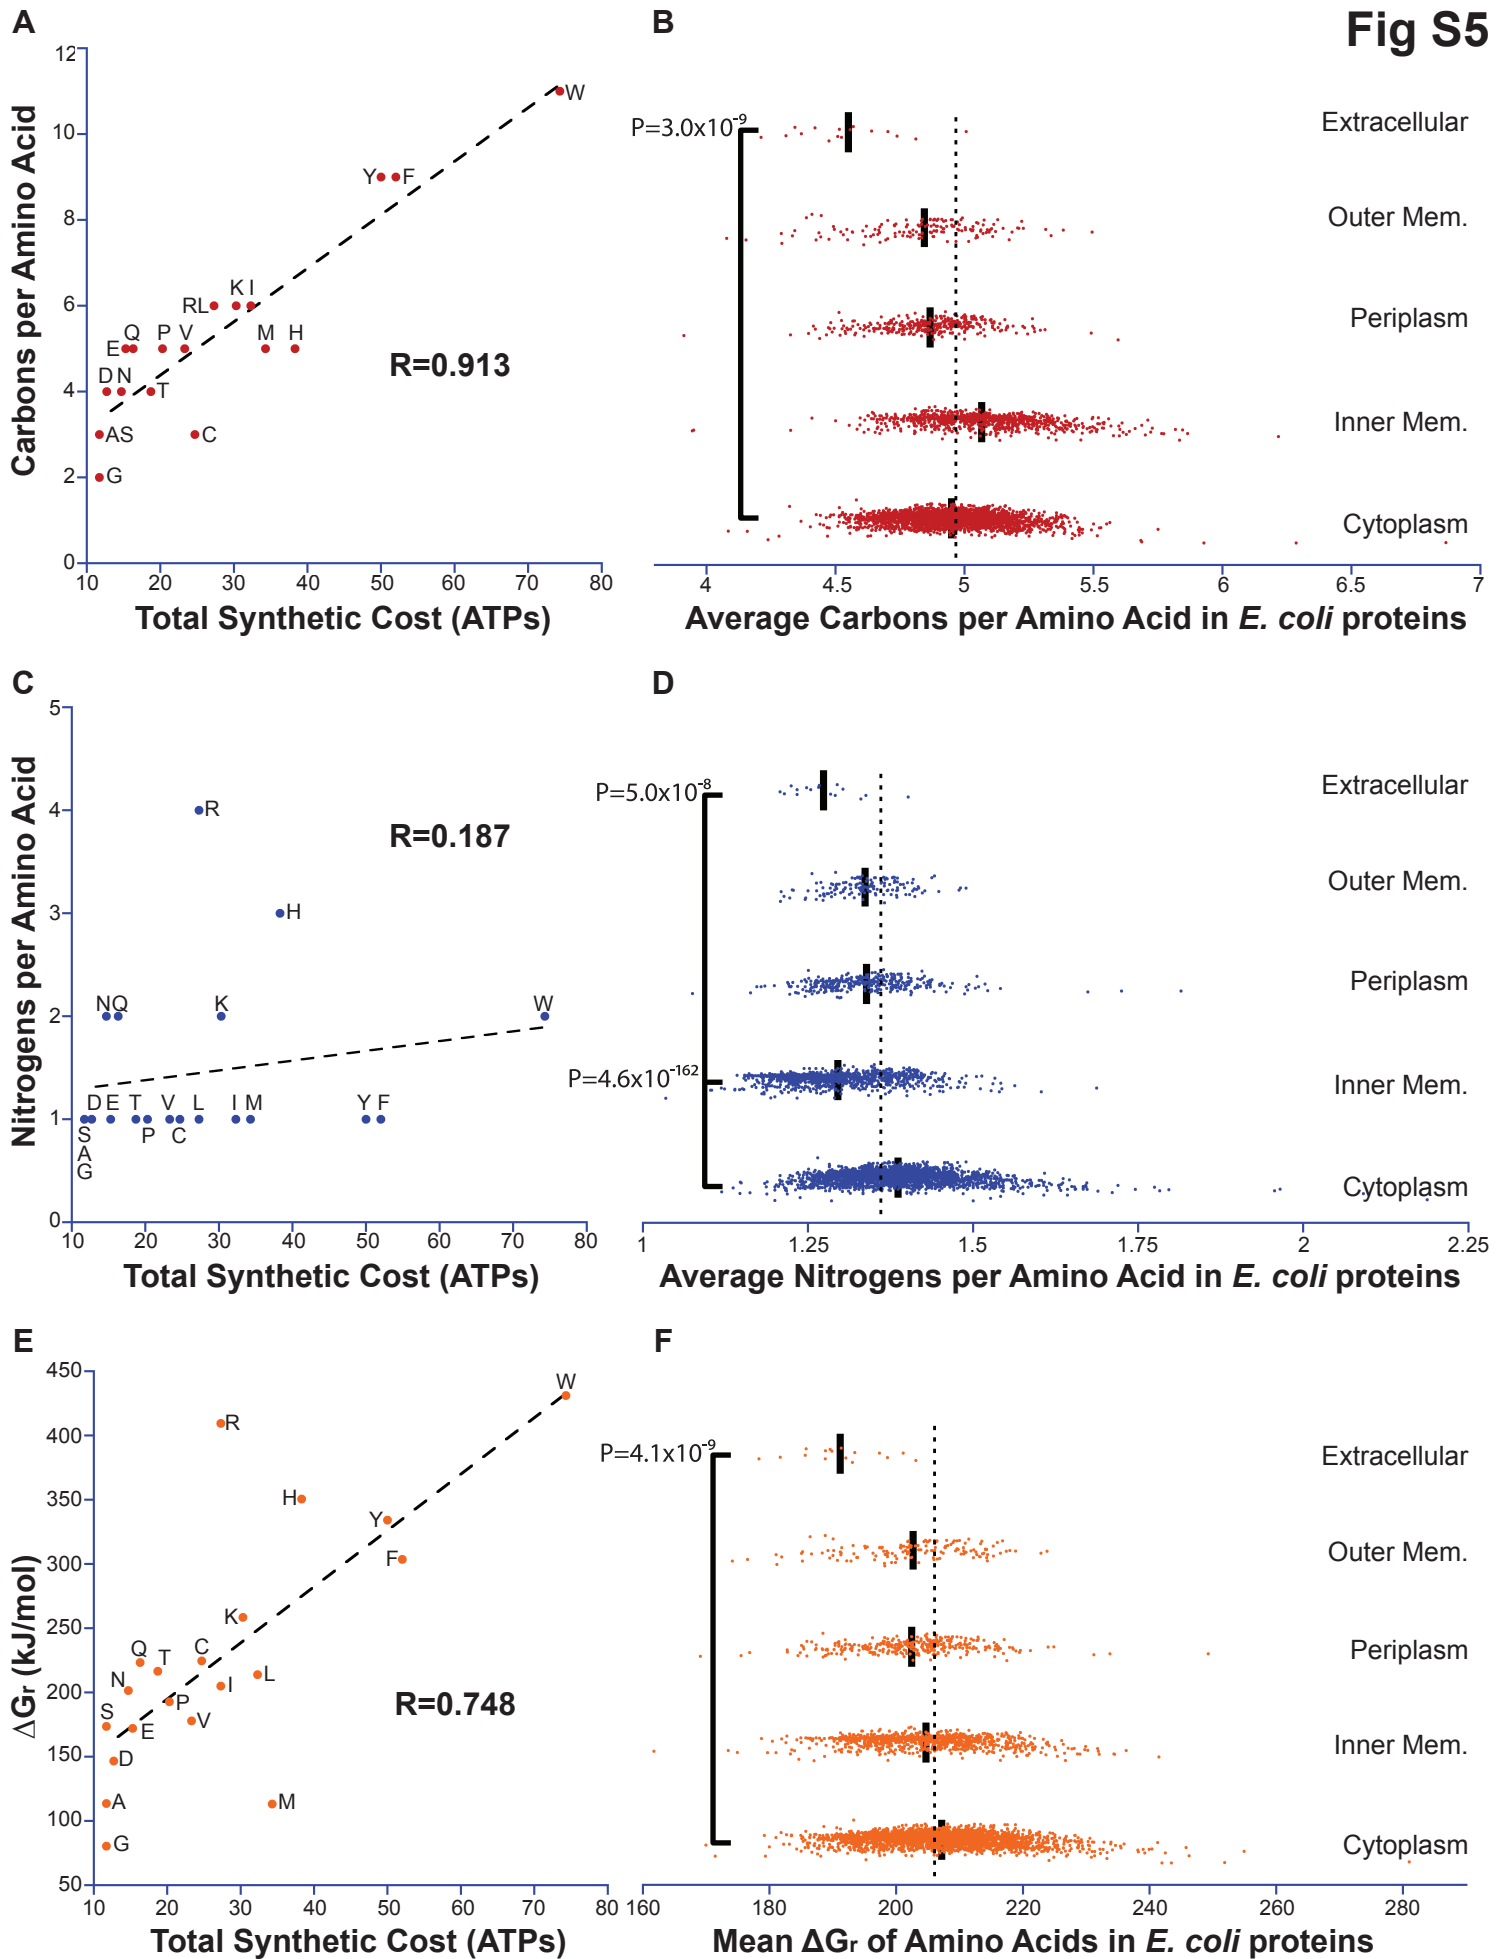 Fig S5
A
12
10
8
6
4
2
0
Carbons per Amino Acid
W
Y F
K I
RL
Q P V M H
E
D N T
AS C
G
R=0.913
10 20 30 40 50 60 70 80
Total Synthetic Cost (ATPs)
B
P=3.0x10-9
Extracellular
Outer Mem.
Periplasm
Inner Mem.
Cytoplasm
4 4.5 5 5.5 6 6.5 7
Average Carbons per Amino Acid in E. coli proteins
C
5
4
3
2
1
0
Nitrogens per Amino Acid
R
R=0.187
H
NQ K W
D E T V L I M Y F
S P C
A
G
10 20 30 40 50 60 70 80
Total Synthetic Cost (ATPs)
D
P=5.0x10-8
P=4.6x10-162
Extracellular
Outer Mem.
Periplasm
Inner Mem.
Cytoplasm
1 1.25 1.5 1.75 2 2.25
Average Nitrogens per Amino Acid in E. coli proteins
E
450
400
350
300
250
200
150
100
50
ΔGr (kJ/mol)
W
R
H
Y
F
K
Q T C
N I L
S P V
E
D
A M
G
R=0.748
10 20 30 40 50 60 70 80
Total Synthetic Cost (ATPs)
F
P=4.1x10-9
Extracellular
Outer Mem.
Periplasm
Inner Mem.
Cytoplasm
160 180 200 220 240 260 280
Mean ΔGr of Amino Acids in E. coli proteins